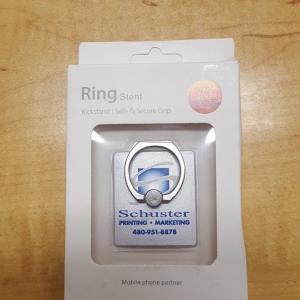 Ring Stent
Kickstand | Safe & Secure Grip
Schuster
PRINTING • MARKETING
480-951-8878
Mobile phone partner